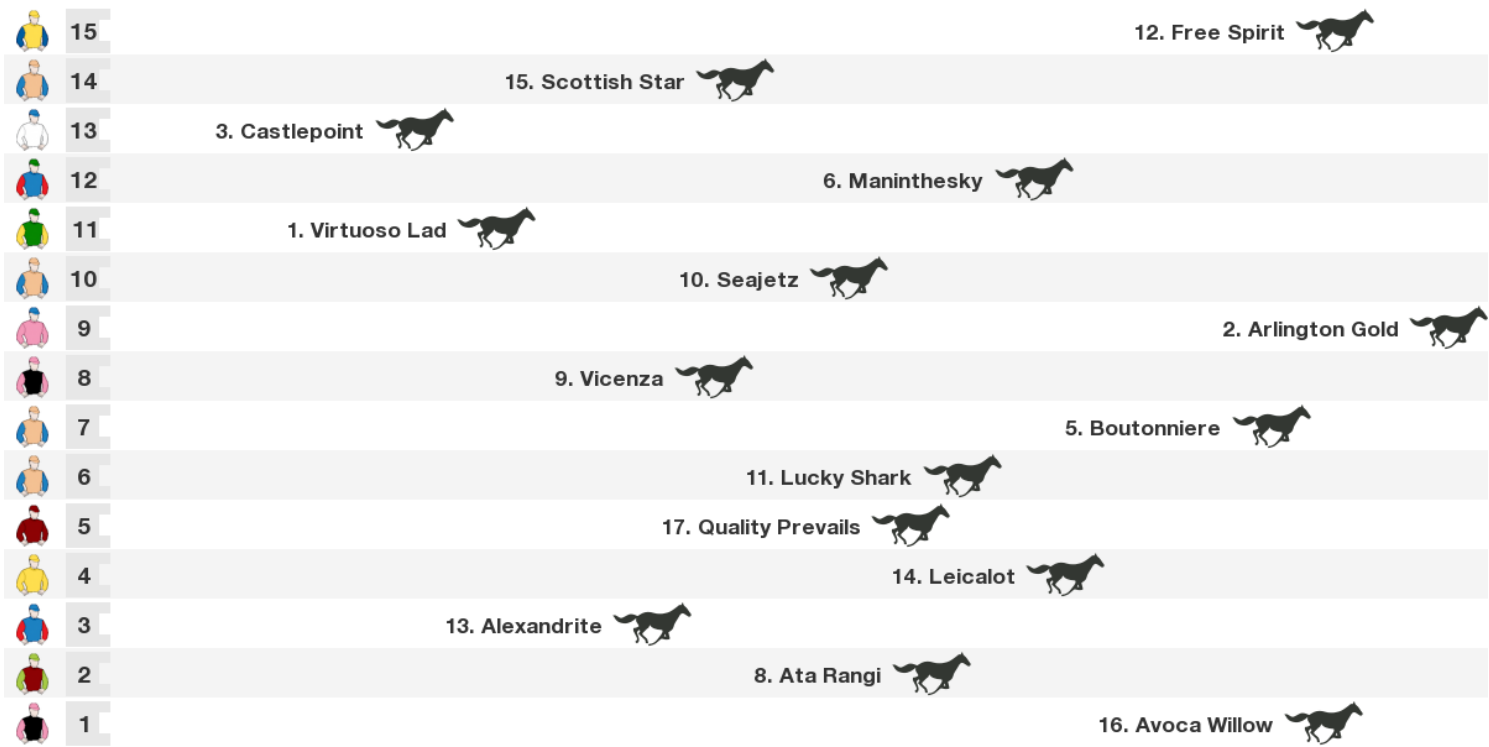 15 12. Free Spirit
14 15. Scottish Star
13 3. Castlepoint
12 6. Maninthesky
11 1. Virtuoso Lad
10 10. Seajetz
9 2. Arlington Gold
8 9. Vicenza
7 5. Boutonniere
6 11. Lucky Shark
5 17. Quality Prevails
4 14. Leicalot
3 13. Alexandrite
2 8. Ata Rangi
1 16. Avoca Willow